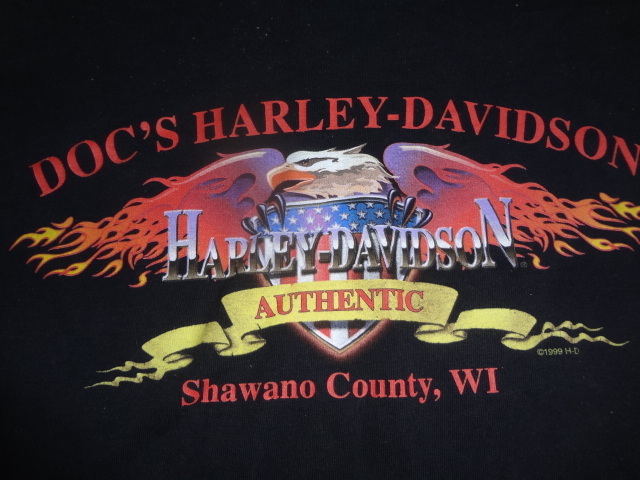 DOC'S HARLEY-DAVIDSON
HARLEY-DAVIDSON ®
AUTHENTIC
©1999 H-D
Shawano County, WI